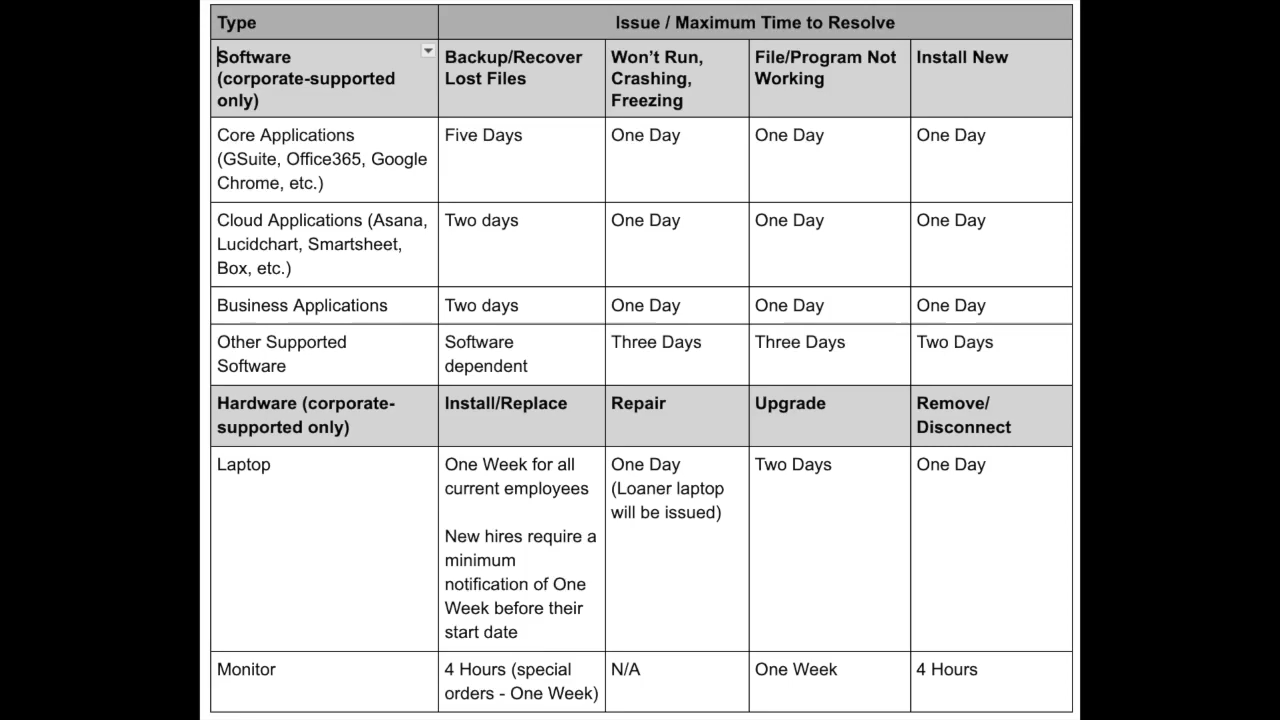 Type
Issue / Maximum Time to Resolve
Software
(corporate-supported
only)
Backup/Recover
Lost Files
Won’t Run,
Crashing,
Freezing
File/Program Not
Working
Install New
Core Applications
(GSuite, Office365, Google
Chrome, etc.)
Five Days
One Day
One Day
One Day
Cloud Applications (Asana,
Lucidchart, Smartsheet,
Box, etc.)
Two days
One Day
One Day
One Day
Business Applications
Two days
One Day
One Day
One Day
Other Supported
Software
Software
dependent
Three Days
Three Days
Two Days
Hardware (corporate-
supported only)
Install/Replace
Repair
Upgrade
Remove/
Disconnect
Laptop
One Week for all
current employees
New hires require a
minimum
notification of One
Week before their
start date
One Day
(Loaner laptop
will be issued)
Two Days
One Day
Monitor
4 Hours (special
orders - One Week)
N/A
One Week
4 Hours